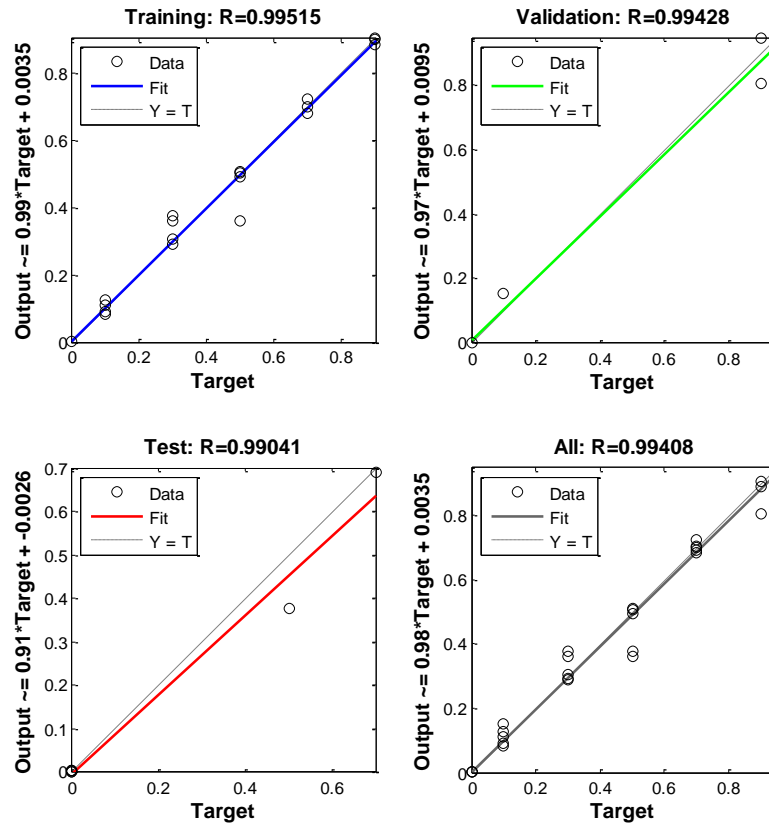 Training: R=0.99515
Output ~= 0.99*Target + 0.0035
Data
Fit
Y = T
0.8
0.6
0.4
0.2
0
0
0.2
0.4
0.6
0.8
Target
Validation: R=0.99428
Output ~= 0.97*Target + 0.0095
Data
Fit
Y = T
0.8
0.6
0.4
0.2
0
0
0.2
0.4
0.6
0.8
Target
Test: R=0.99041
Output ~= 0.91*Target + -0.0026
Data
Fit
Y = T
0.7
0.6
0.5
0.4
0.3
0.2
0.1
0
0
0.2
0.4
0.6
Target
All: R=0.99408
Output ~= 0.98*Target + 0.0035
Data
Fit
Y = T
0.8
0.6
0.4
0.2
0
0
0.2
0.4
0.6
0.8
Target